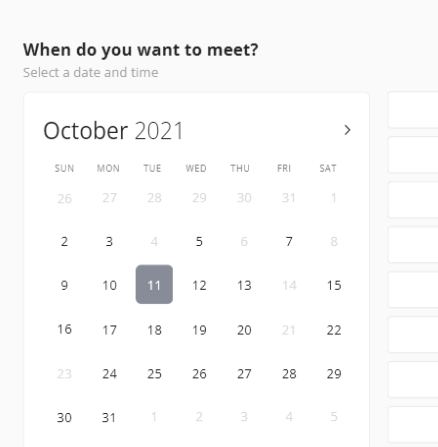 When do you want to meet?
Select a date and time
October 2021
SUN MON TUE WED THU FRI SAT
26 27 28 29 30 31 1
2 3 4 5 6 7 8
9 10 11 12 13 14 15
16 17 18 19 20 21 22
23 24 25 26 27 28 29
30 31 1 2 3 4 5